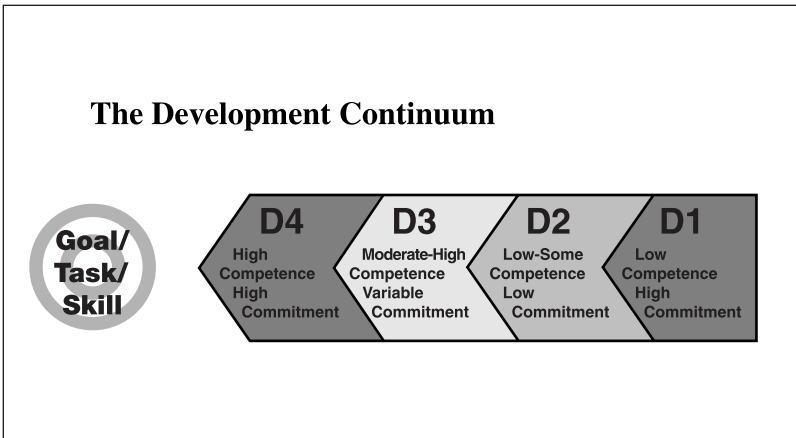 The Development Continuum
Goal/
Task/
Skill
D4
High
Competence
High
Commitment
D3
Moderate-High
Competence
Variable
Commitment
D2
Low-Some
Competence
Low
Commitment
D1
Low
Competence
High
Commitment